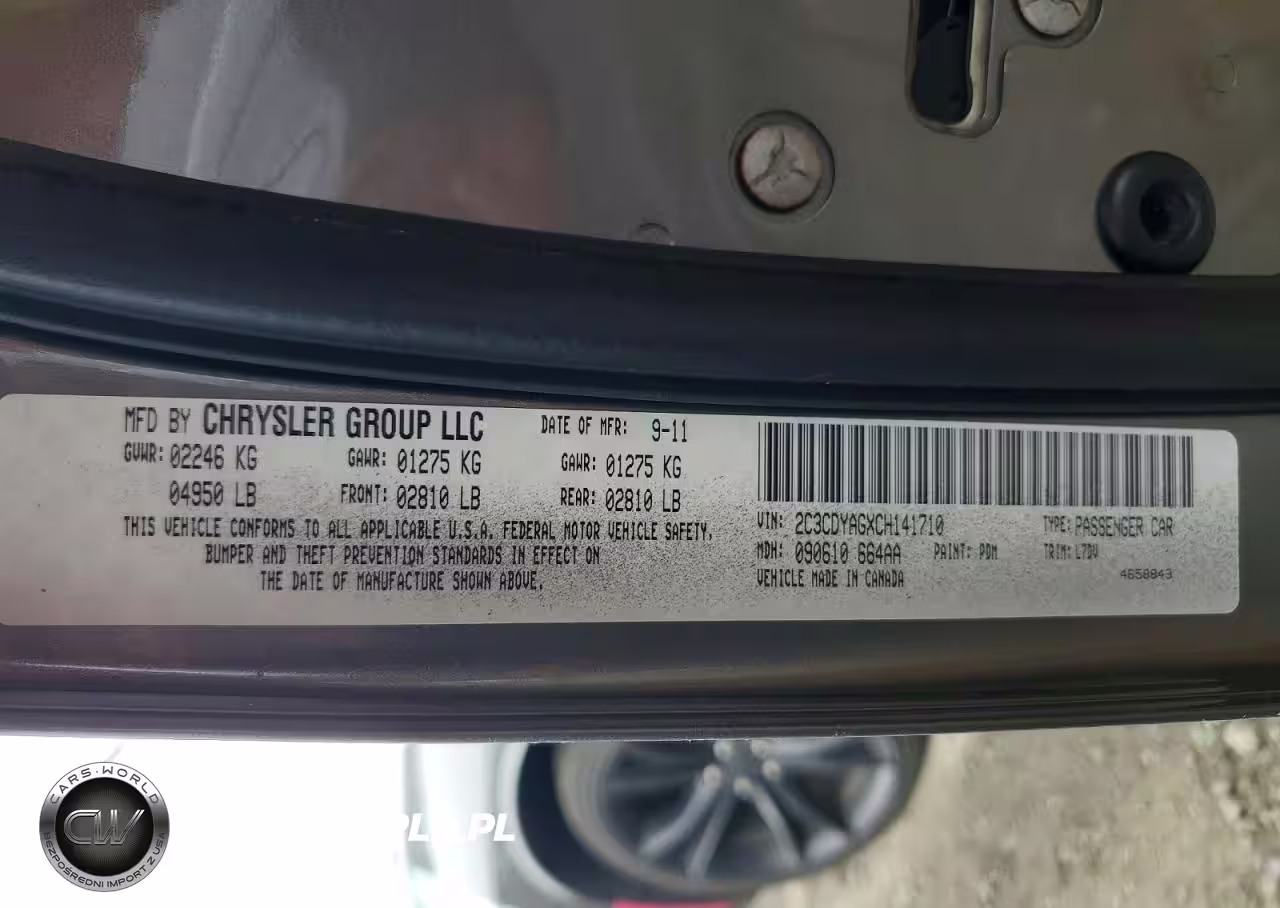 MFD BY CHRYSLER GROUP LLC DATE OF MFR: 9-11
GVWR: 02246 KG GAWR: 01275 KG GAWR: 01275 KG
04950 LB FRONT: 02810 LB REAR: 02810 LB
THIS VEHICLE CONFORMS TO ALL APPLICABLE U.S.A. FEDERAL MOTOR VEHICLE SAFETY,
BUMPER AND THEFT PREVENTION STANDARDS IN EFFECT ON
THE DATE OF MANUFACTURE SHOWN ABOVE.
VIN: 2C3CDYAGXCH141710 TYPE: PASSENGER CAR
MDH: 090610 664AA PAINT: PDM TRIM: L7DV
VEHICLE MADE IN CANADA 4658843
CARS-WORLD
CW
BEZPOŚREDNI IMPORT Z USA
.PL